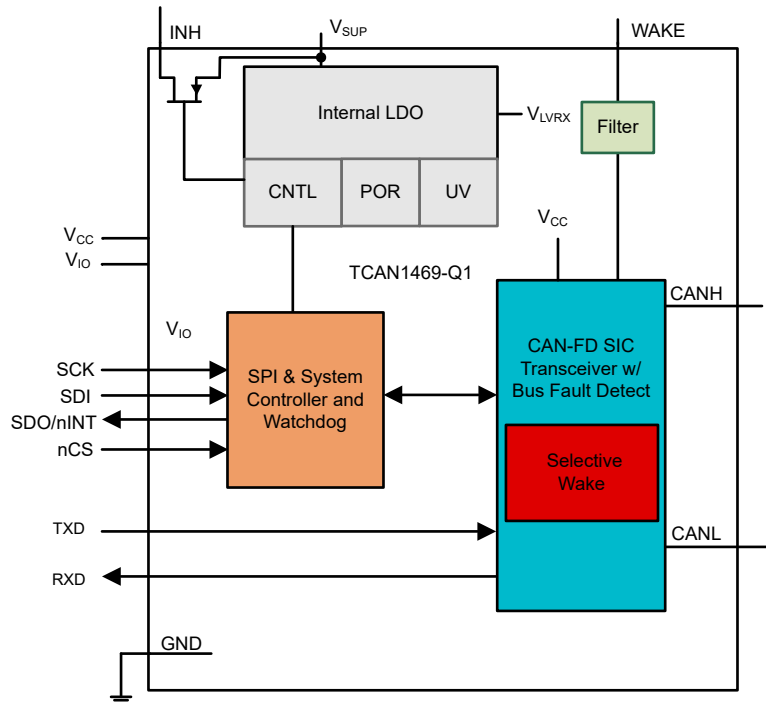 INH
VSUP
WAKE
Internal LDO
VLVRX
Filter
CNTL
POR
UV
VCC
VCC
VIO
TCAN1469-Q1
CANH
VIO
CAN-FD SIC
Transceiver w/
Bus Fault Detect
SCK
SDI
SDO/nINT
nCS
SPI & System
Controller and
Watchdog
Selective
Wake
TXD
CANL
RXD
GND